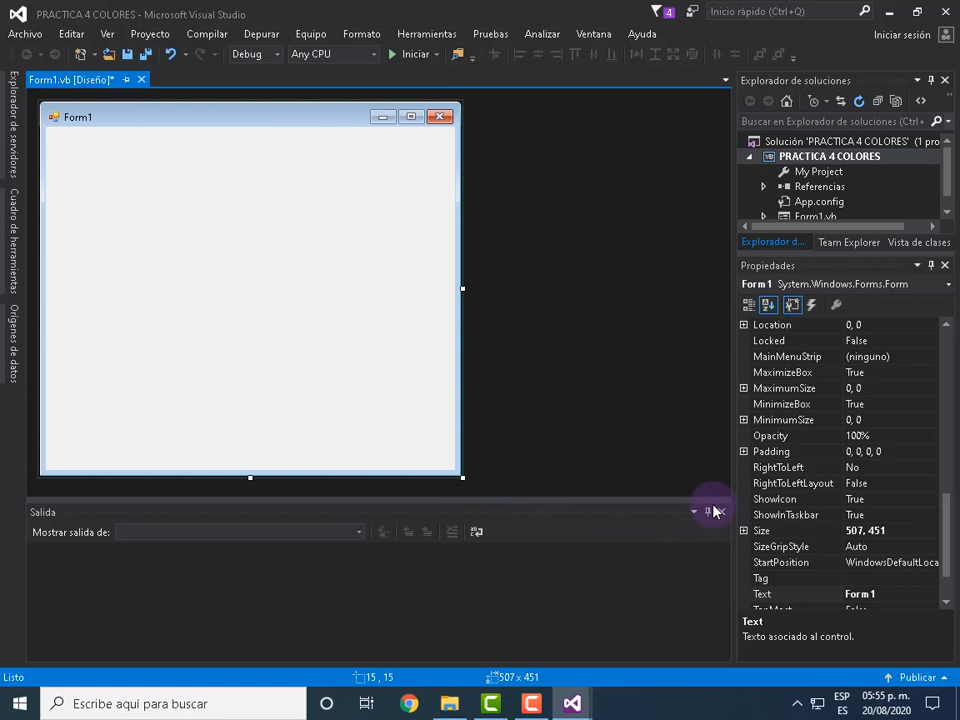 PRACTICA 4 COLORES - Microsoft Visual Studio
4
Inicio rápido (Ctrl+Q)
Archivo Editar Ver Proyecto Compilar Depurar Equipo Formato Herramientas Pruebas Analizar Ventana Ayuda
Iniciar sesión
Debug Any CPU Iniciar
Explorador de servidores
Cuadro de herramientas
Orígenes de datos
Form1.vb [Diseño]*
Form1
Salida
Mostrar salida de:
Explorador de soluciones
Buscar en Explorador de soluciones (Ctrl+
Solución 'PRACTICA 4 COLORES' (1 pro
VB PRACTICA 4 COLORES
My Project
Referencias
App.config
Form1.vb
Explorador d... Team Explorer Vista de clases
Propiedades
Form1 System.Windows.Forms.Form
Location 0, 0
Locked False
MainMenuStrip (ninguno)
MaximizeBox True
MaximumSize 0, 0
MinimizeBox True
MinimumSize 0, 0
Opacity 100%
Padding 0, 0, 0, 0
RightToLeft No
RightToLeftLayout False
ShowIcon True
ShowInTaskbar True
Size 507, 451
SizeGripStyle Auto
StartPosition WindowsDefaultLoca
Tag
Text Form1
TopMost False
Text
Texto asociado al control.
Listo 15 , 15 507 x 451 Publicar
Escribe aquí para buscar
ESP
ES
05:55 p. m.
20/08/2020